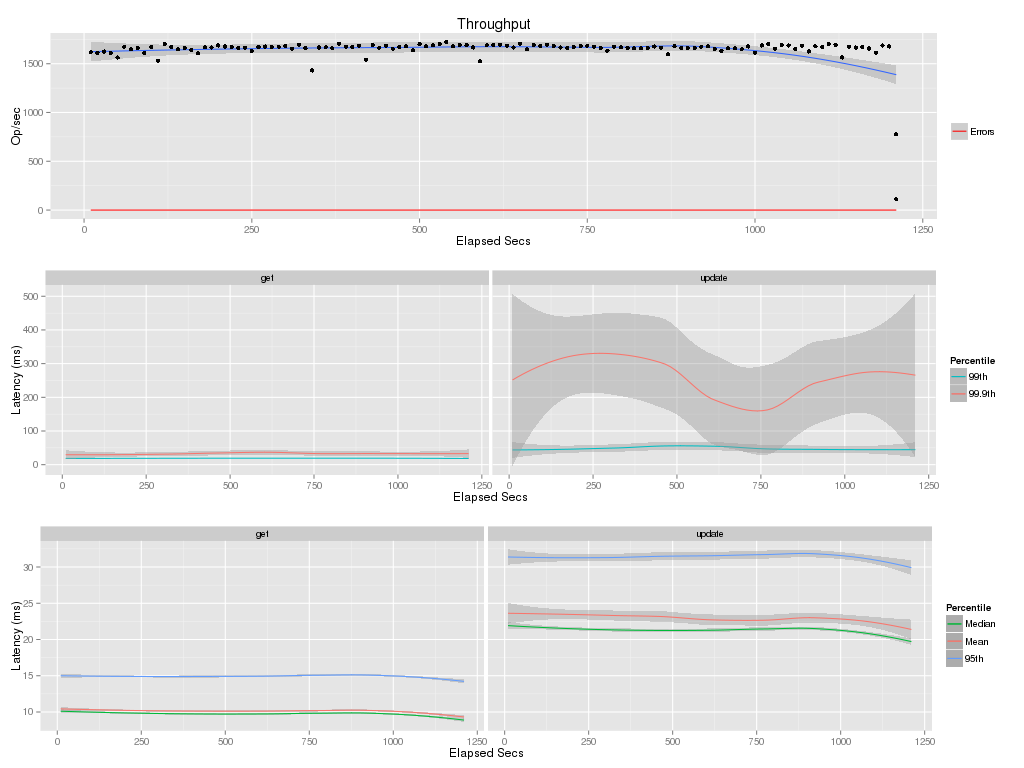 Throughput
Op/sec
1500
1000
500
0
0 250 500 750 1000 1250
Elapsed Secs
Errors
get update
Latency (ms)
500
400
300
200
100
0
0 250 500 750 1000 1250 0 250 500 750 1000 1250
Elapsed Secs
Percentile
99th
99.9th
get update
Latency (ms)
30
25
20
15
10
0 250 500 750 1000 1250 0 250 500 750 1000 1250
Elapsed Secs
Percentile
Median
Mean
95th